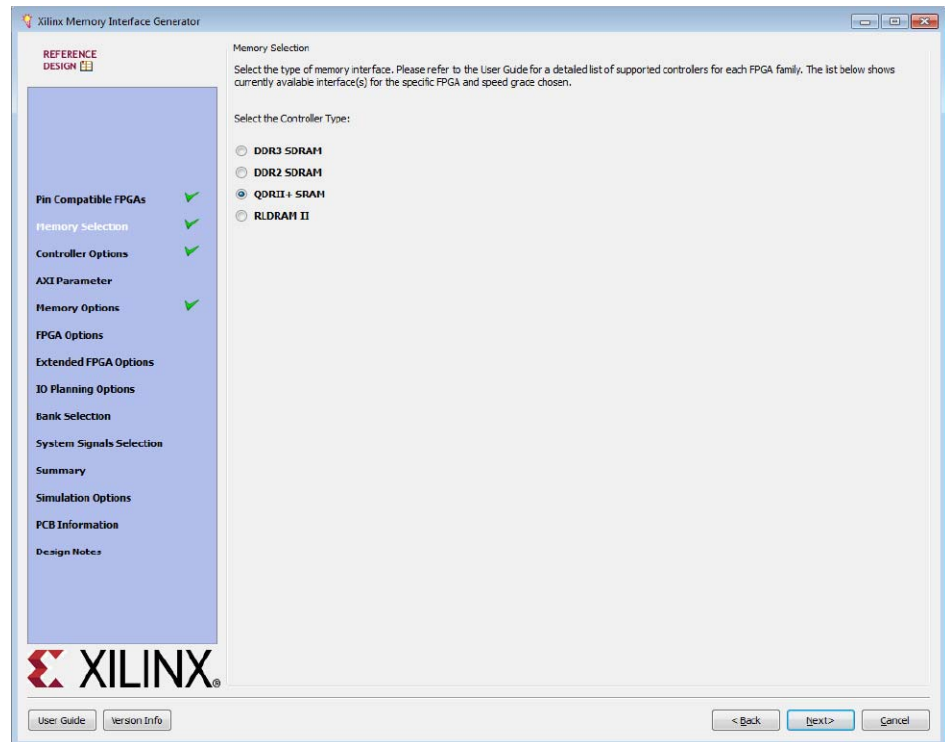 Xilinx Memory Interface Generator
REFERENCE
DESIGN
Pin Compatible FPGAs
Memory Selection
Controller Options
AXI Parameter
Memory Options
FPGA Options
Extended FPGA Options
IO Planning Options
Bank Selection
System Signals Selection
Summary
Simulation Options
PCB Information
Design Notes
XILINX®
Memory Selection
Select the type of memory interface. Please refer to the User Guide for a detailed list of supported controlers for each FPGA family. The list below shows
currently available interface(s) for the specific FPGA and speed grace chosen.
Select the Controller Type:
DDR3 SDRAM
DDR2 SDRAM
QDRII+ SRAM
RLDRAM II
User Guide Version Info < Back Next> Cancel